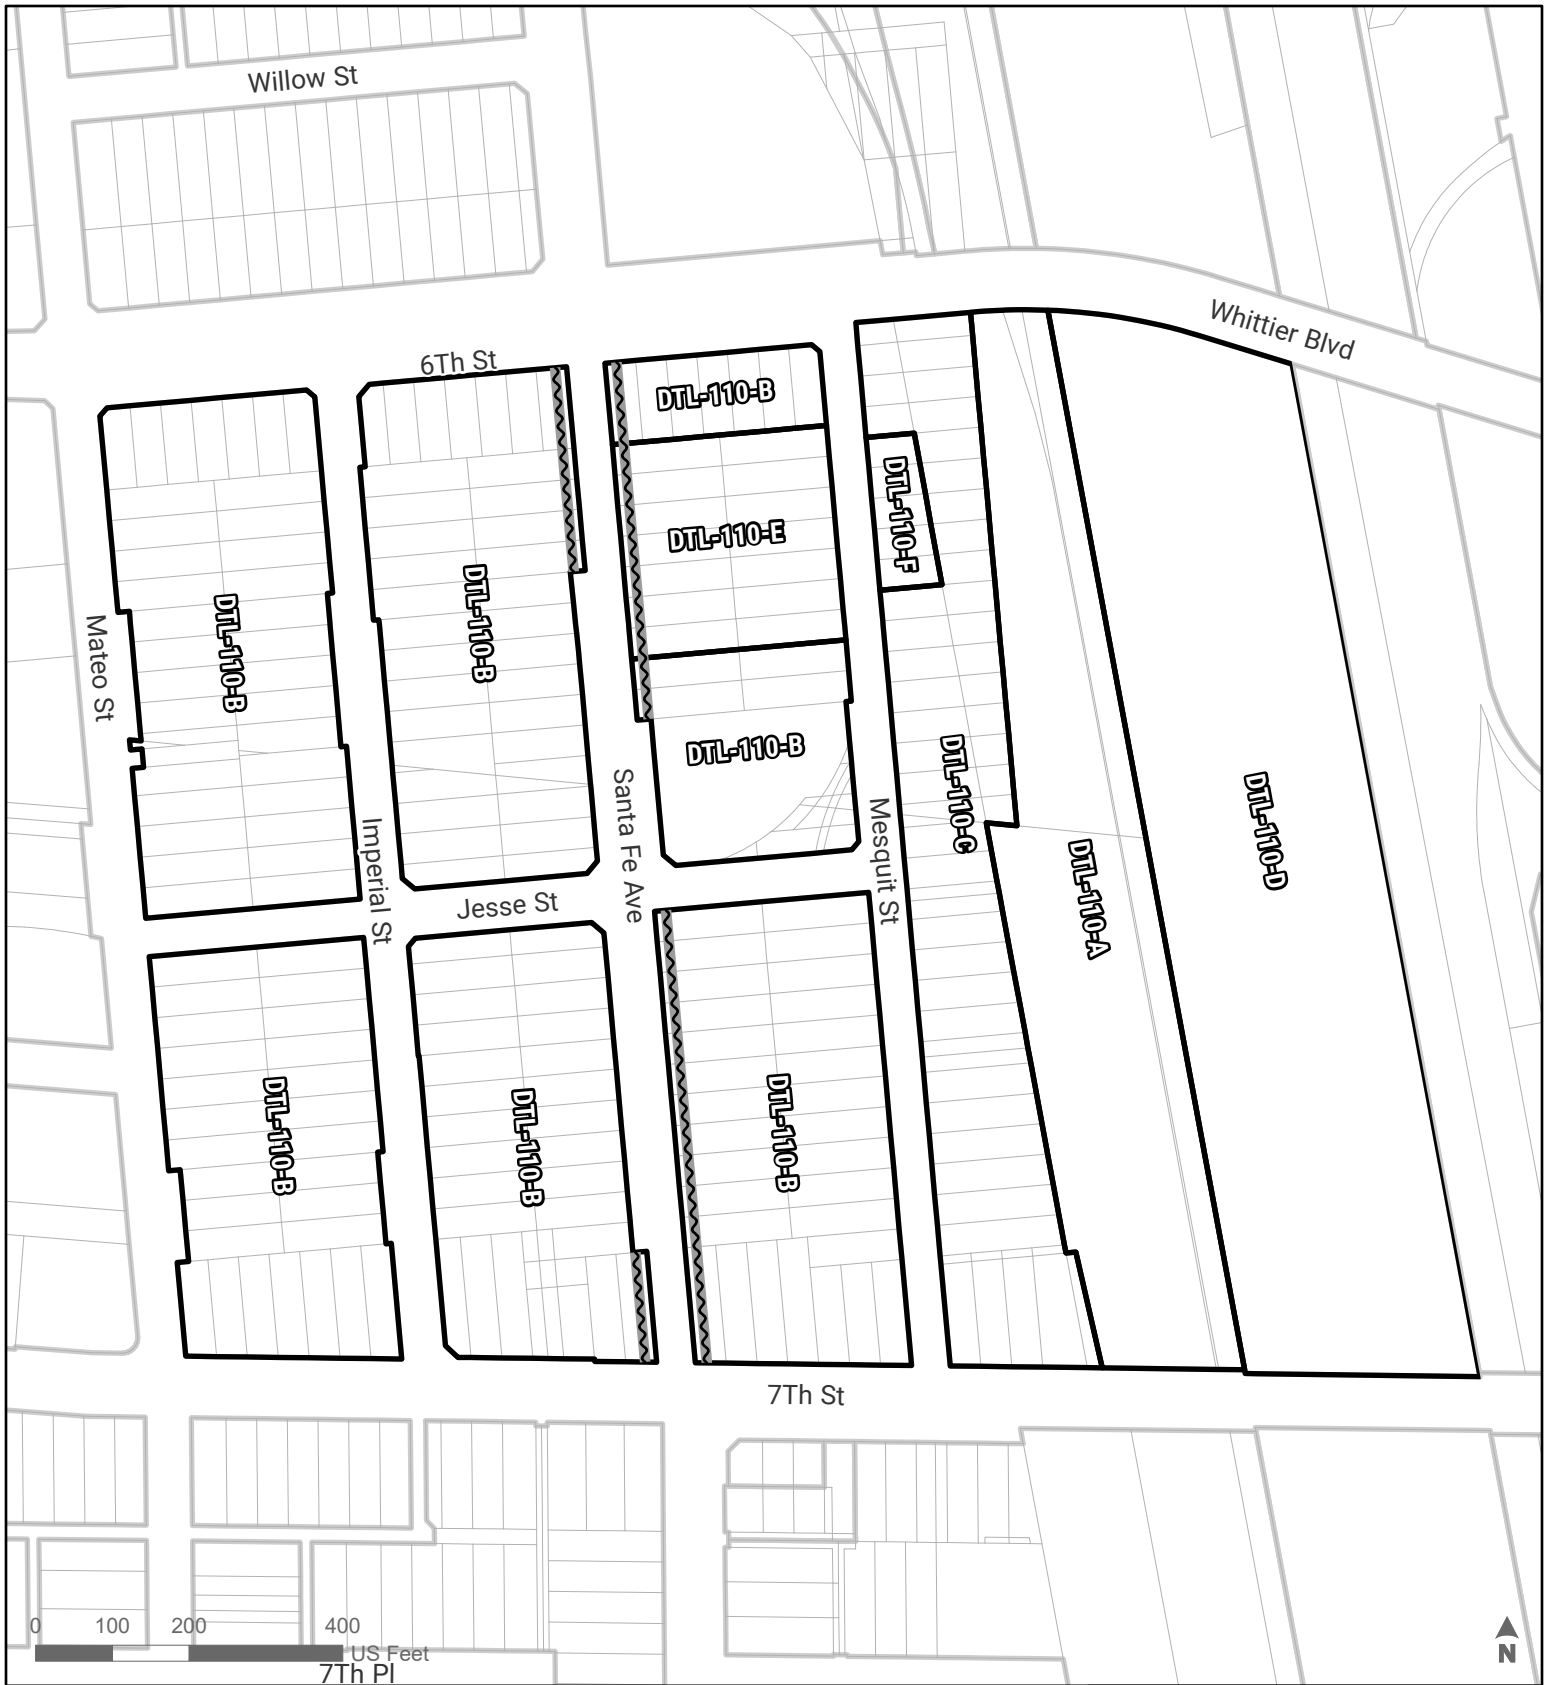 Willow St
Whittier Blvd
6Th St
DTL-110-B
DTL-110-F
DTL-110-E
DTL-110-B
DTL-110-B
Mateo St
DTL-110-B
DTL-110-C
Santa Fe Ave
Mesquit St
DTL-110-D
Imperial St
DTL-110-A
Jesse St
DTL-110-B
DTL-110-B
DTL-110-B
7Th St
0 100 200 400
US Feet
7Th Pl
N